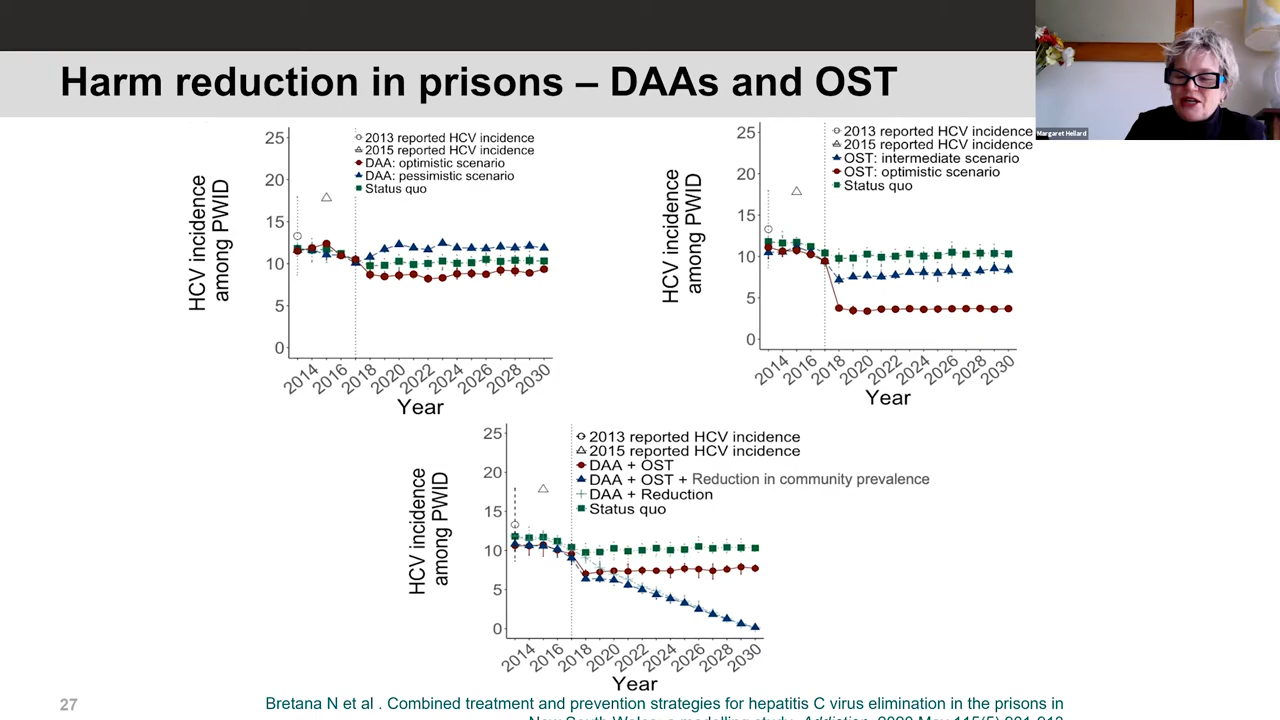 Harm reduction in prisons – DAAs and OST
Margaret Hellard
25
20
15
10
5
0
HCV incidence
among PWID
2013 reported HCV incidence
2015 reported HCV incidence
DAA: optimistic scenario
DAA: pessimistic scenario
Status quo
2014 2016 2018 2020 2022 2024 2026 2028 2030
Year
25
20
15
10
5
0
HCV incidence
among PWID
2013 reported HCV incidence
2015 reported HCV incidence
OST: intermediate scenario
OST: optimistic scenario
Status quo
2014 2016 2018 2020 2022 2024 2026 2028 2030
Year
25
20
15
10
5
0
HCV incidence
among PWID
2013 reported HCV incidence
2015 reported HCV incidence
DAA + OST
DAA + OST + Reduction in community prevalence
DAA + Reduction
Status quo
2014 2016 2018 2020 2022 2024 2026 2028 2030
Year
27
Bretana N et al . Combined treatment and prevention strategies for hepatitis C virus elimination in the prisons in
New South Wales: a modelling study. Addiction